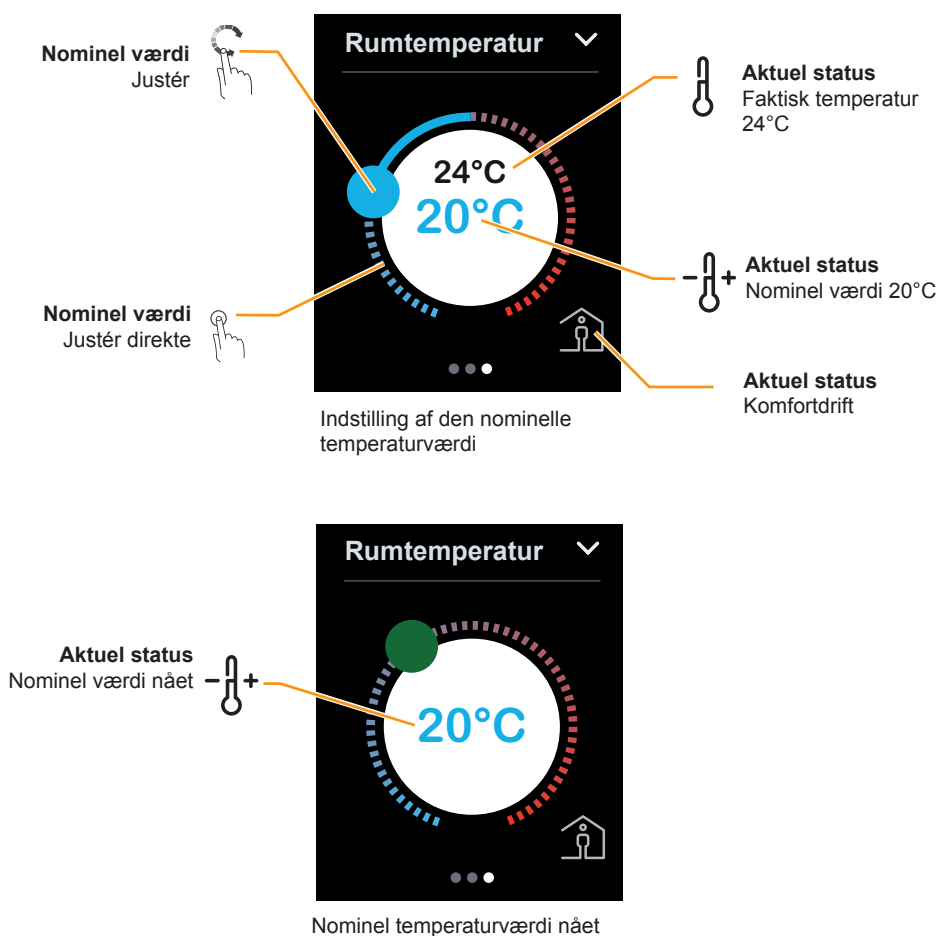 Rumtemperatur
Nominel værdi
Justér
Aktuel status
Faktisk temperatur
24°C
24°C
20°C
Aktuel status
Nominel værdi 20°C
Nominel værdi
Justér direkte
Aktuel status
Komfortdrift
Indstilling af den nominelle
temperaturværdi
Rumtemperatur
Aktuel status
Nominel værdi nået
20°C
Nominel temperaturværdi nået